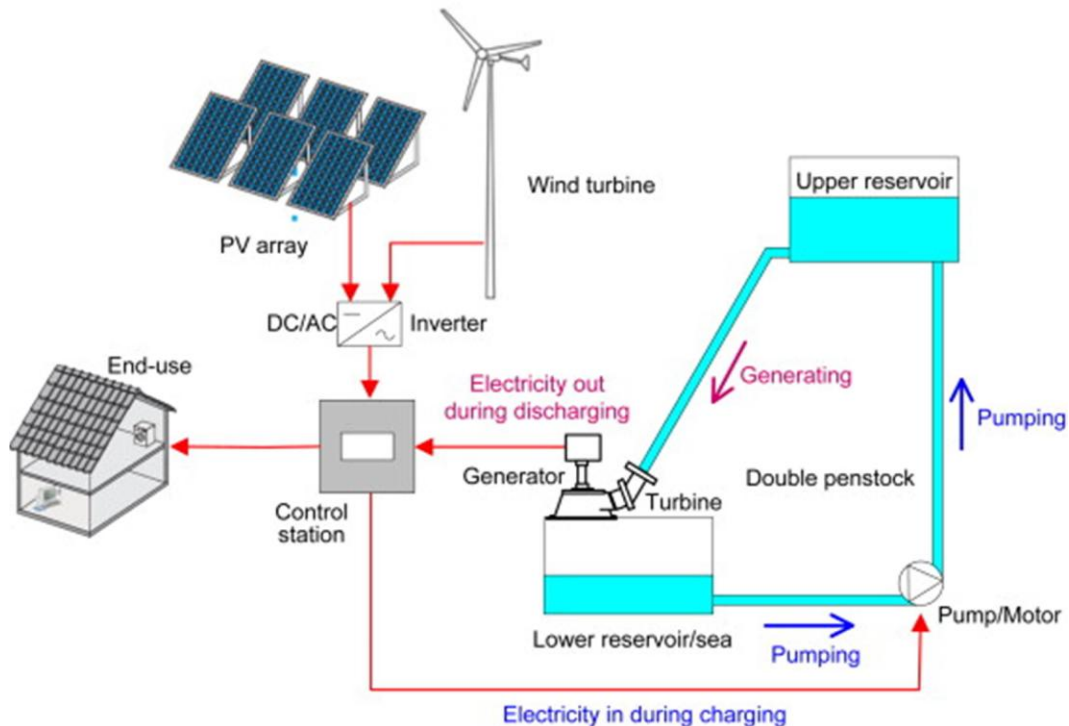 Wind turbine
Upper reservoir
PV array
DC/AC
Inverter
End-use
Electricity out
during discharging
Generating
Pumping
Generator
Double penstock
Turbine
Control
station
Lower reservoir/sea
Pump/Motor
Pumping
Electricity in during charging